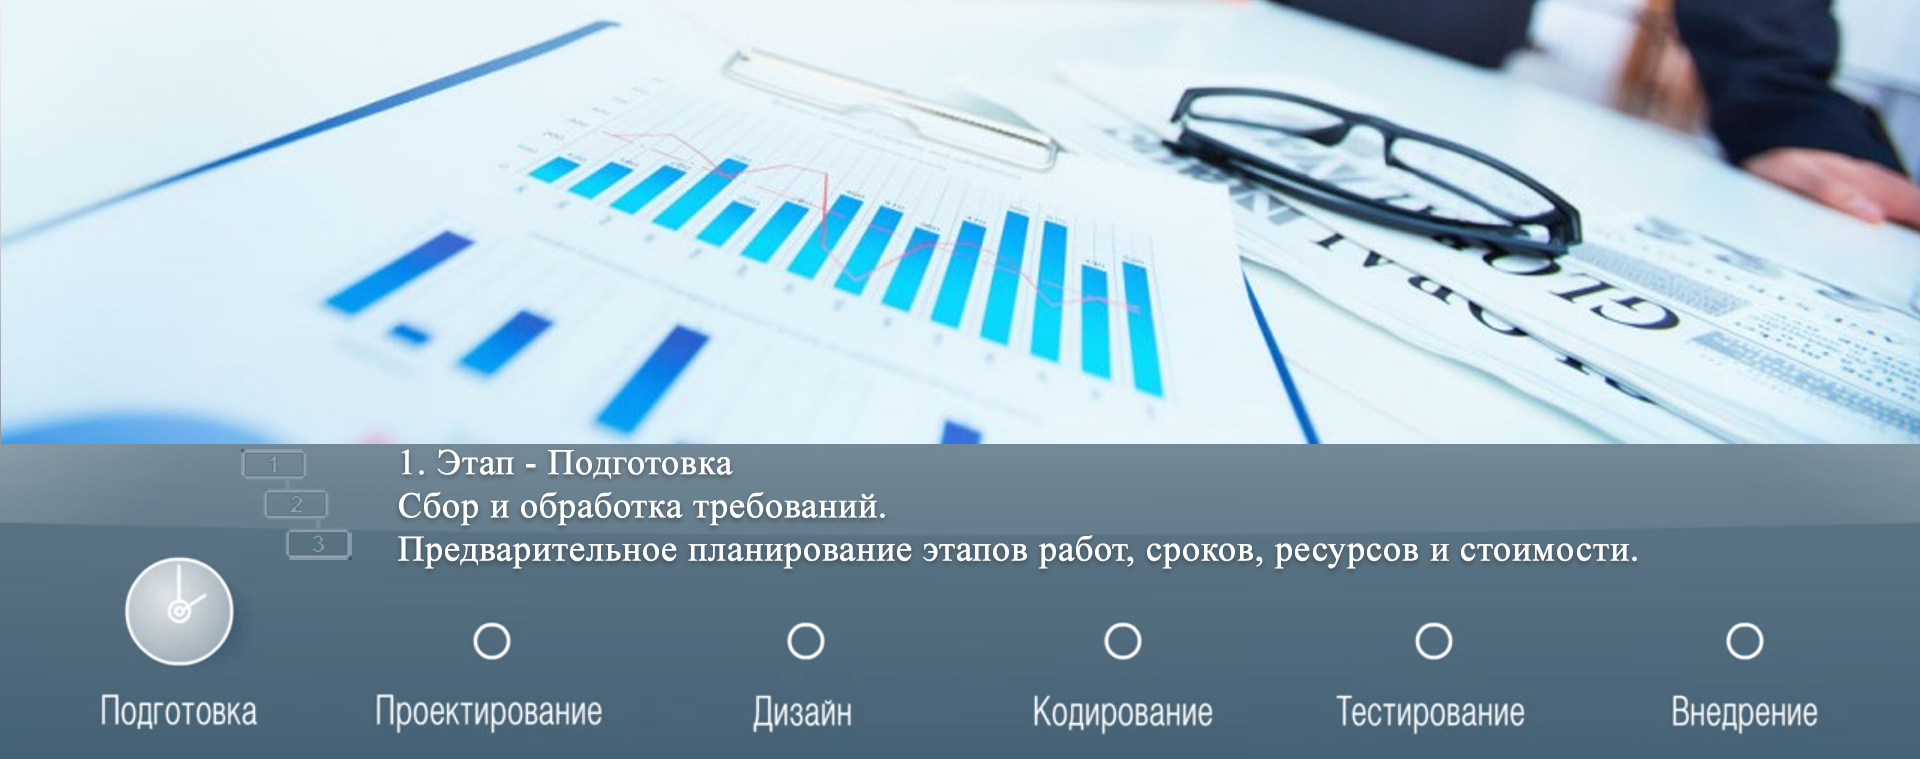 GLOBAL
1
2
3
1. Этап - Подготовка
Сбор и обработка требований.
Предварительное планирование этапов работ, сроков, ресурсов и стоимости.
Подготовка
Проектирование
Дизайн
Кодирование
Тестирование
Внедрение